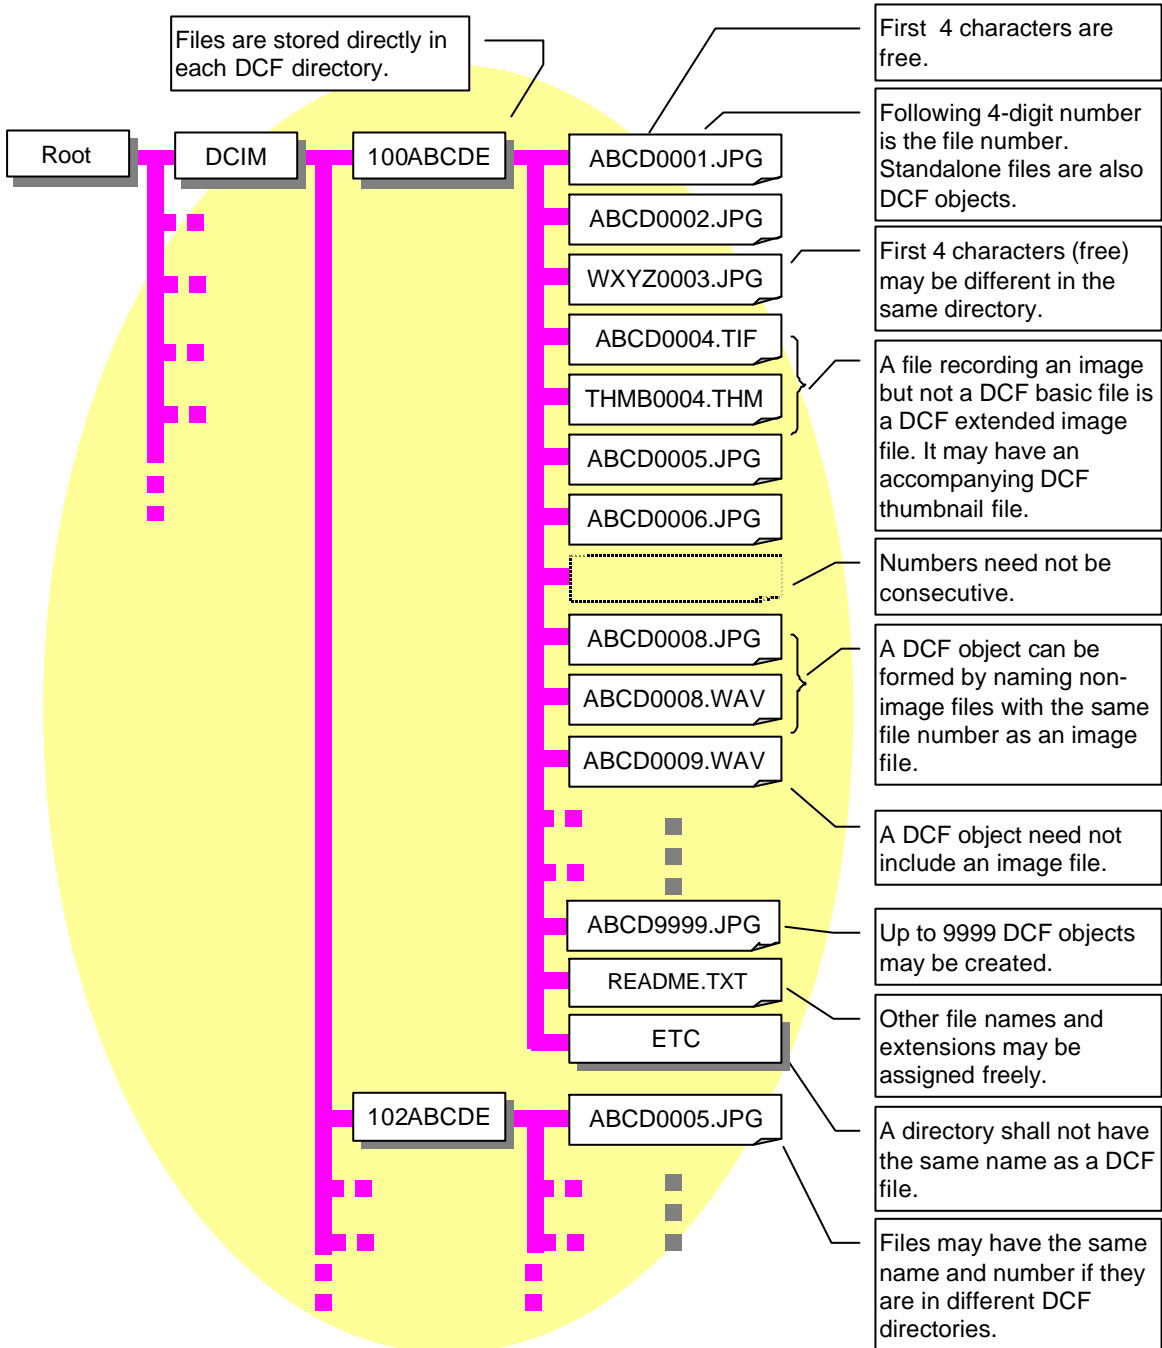 Files are stored directly in
each DCF directory.
Root
DCIM
100ABCDE
ABCD0001.JPG
ABCD0002.JPG
WXYZ0003.JPG
ABCD0004.TIF
THMB0004.THM
ABCD0005.JPG
ABCD0006.JPG
ABCD0008.JPG
ABCD0008.WAV
ABCD0009.WAV
ABCD9999.JPG
README.TXT
ETC
102ABCDE
ABCD0005.JPG
First 4 characters are
free.
Following 4-digit number
is the file number.
Standalone files are also
DCF objects.
First 4 characters (free)
may be different in the
same directory.
A file recording an image
but not a DCF basic file is
a DCF extended image
file. It may have an
accompanying DCF
thumbnail file.
Numbers need not be
consecutive.
A DCF object can be
formed by naming non-
image files with the same
file number as an image
file.
A DCF object need not
include an image file.
Up to 9999 DCF objects
may be created.
Other file names and
extensions may be
assigned freely.
A directory shall not have
the same name as a DCF
file.
Files may have the same
name and number if they
are in different DCF
directories.